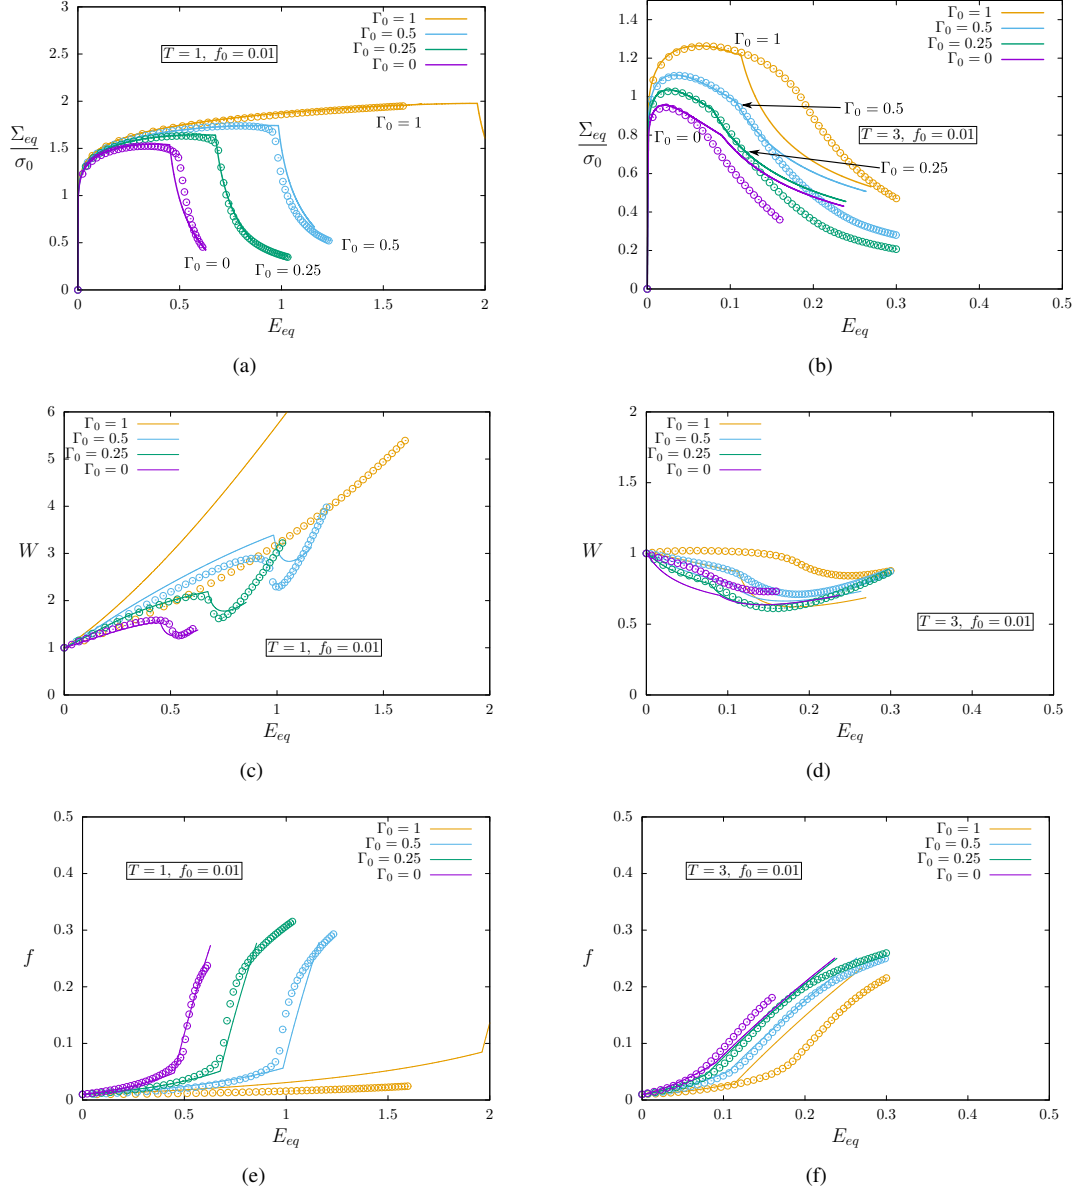 3
2.5
2
1.5
1
0.5
0
0
0.5
1
1.5
2
Σ_eq
σ_0
E_eq
T = 1, f_0 = 0.01
Γ_0 = 1
Γ_0 = 0.5
Γ_0 = 0.25
Γ_0 = 0
Γ_0 = 1
Γ_0 = 0.5
Γ_0 = 0
Γ_0 = 0.25
(a)
1.4
1.2
1
0.8
0.6
0.4
0.2
0
0
0.1
0.2
0.3
0.4
0.5
Σ_eq
σ_0
E_eq
Γ_0 = 1
Γ_0 = 0.5
Γ_0 = 0.25
Γ_0 = 0
Γ_0 = 1
Γ_0 = 0.5
T = 3, f_0 = 0.01
Γ_0 = 0
Γ_0 = 0.25
(b)
6
5
4
3
2
1
0
0
0.5
1
1.5
2
W
E_eq
Γ_0 = 1
Γ_0 = 0.5
Γ_0 = 0.25
Γ_0 = 0
T = 1, f_0 = 0.01
(c)
2
1.5
1
0.5
0
0
0.1
0.2
0.3
0.4
0.5
W
E_eq
Γ_0 = 1
Γ_0 = 0.5
Γ_0 = 0.25
Γ_0 = 0
T = 3, f_0 = 0.01
(d)
0.5
0.4
0.3
0.2
0.1
0
0
0.5
1
1.5
2
f
E_eq
Γ_0 = 1
Γ_0 = 0.5
Γ_0 = 0.25
Γ_0 = 0
T = 1, f_0 = 0.01
(e)
0.5
0.4
0.3
0.2
0.1
0
0
0.1
0.2
0.3
0.4
0.5
f
E_eq
Γ_0 = 1
Γ_0 = 0.5
Γ_0 = 0.25
Γ_0 = 0
T = 3, f_0 = 0.01
(f)